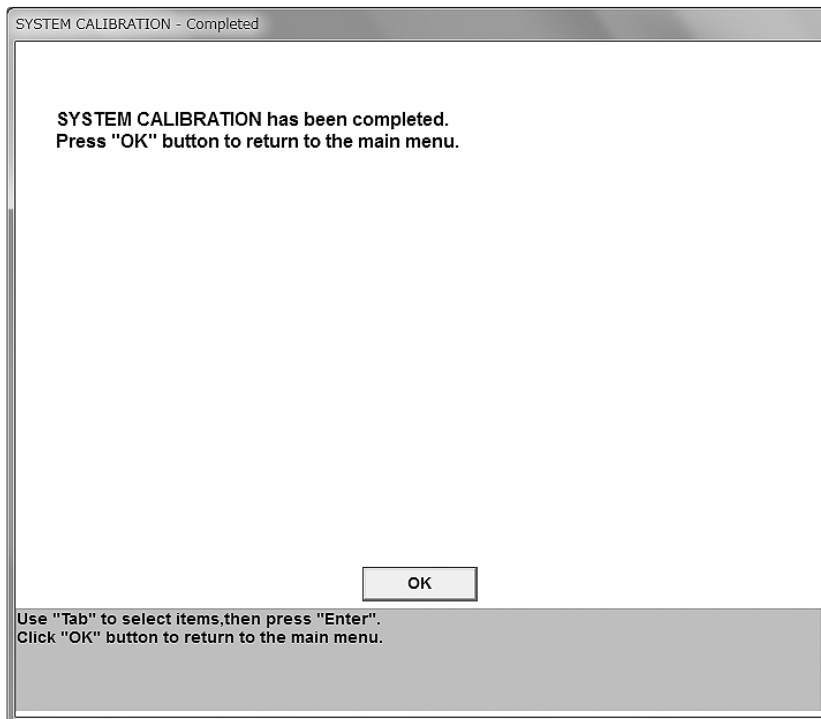 SYSTEM CALIBRATION - Completed
SYSTEM CALIBRATION has been completed.
Press "OK" button to return to the main menu.
OK
Use "Tab" to select items,then press "Enter".
Click "OK" button to return to the main menu.